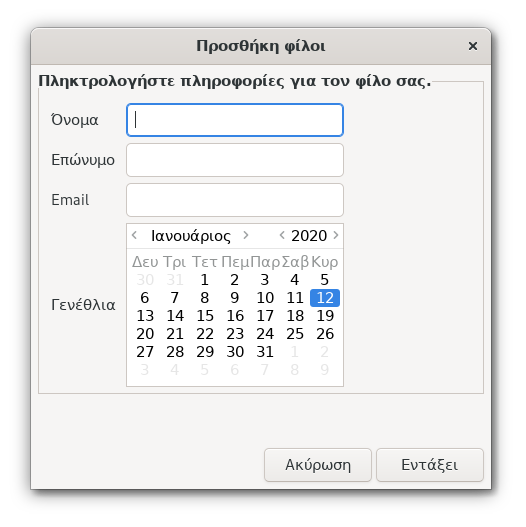 Προσθήκη φίλοι ×
Πληκτρολογήστε πληροφορίες για τον φίλο σας.
Όνομα
Επώνυμο
Email
Ιανουάριος 2020
Δευ Τρι Τετ Πεμ Παρ Σαβ Κυρ
30 31 1 2 3 4 5
6 7 8 9 10 11 12
13 14 15 16 17 18 19
Γενέθλια
20 21 22 23 24 25 26
27 28 29 30 31 1 2
3 4 5 6 7 8 9
Ακύρωση Εντάξει